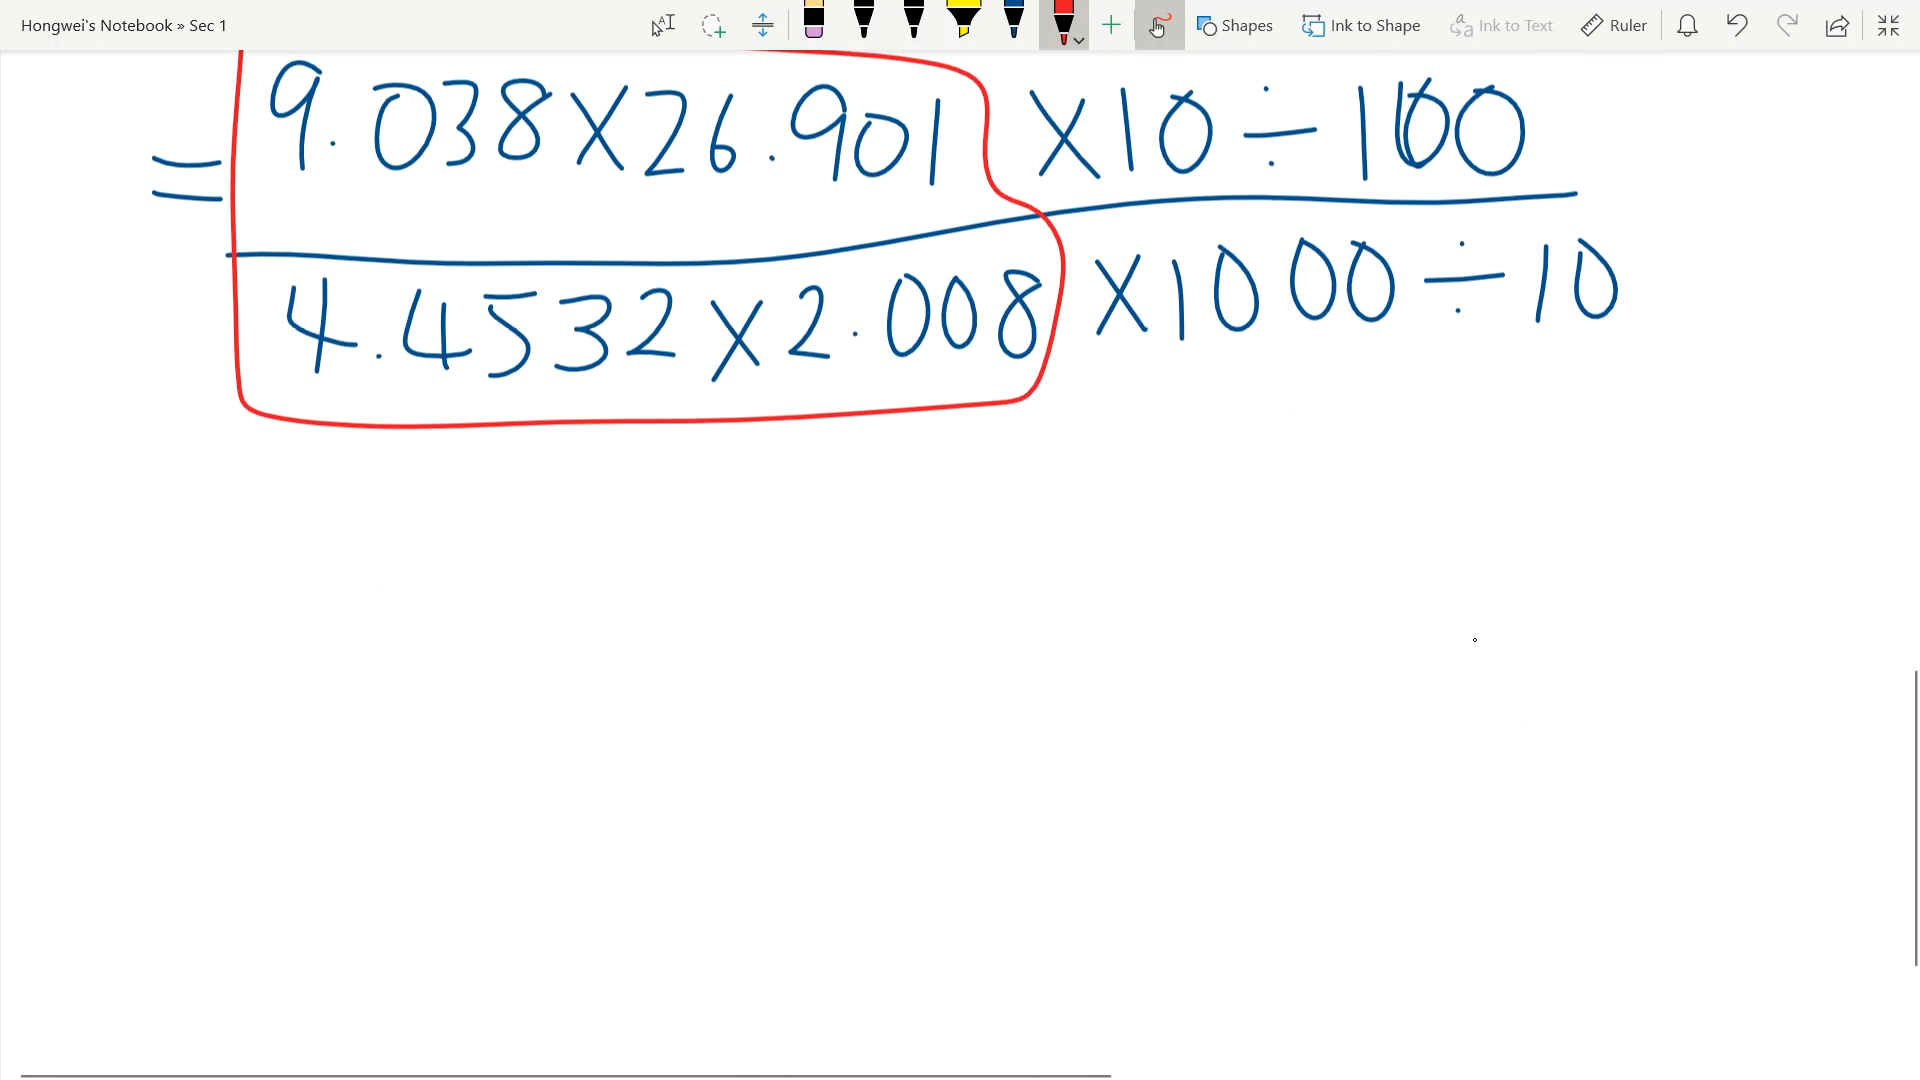 Hongwei's Notebook » Sec 1
Shapes
Ink to Shape
Ink to Text
Ruler
9.038×26.901 ×10÷100
=
4.4532×2.008 ×1000÷10